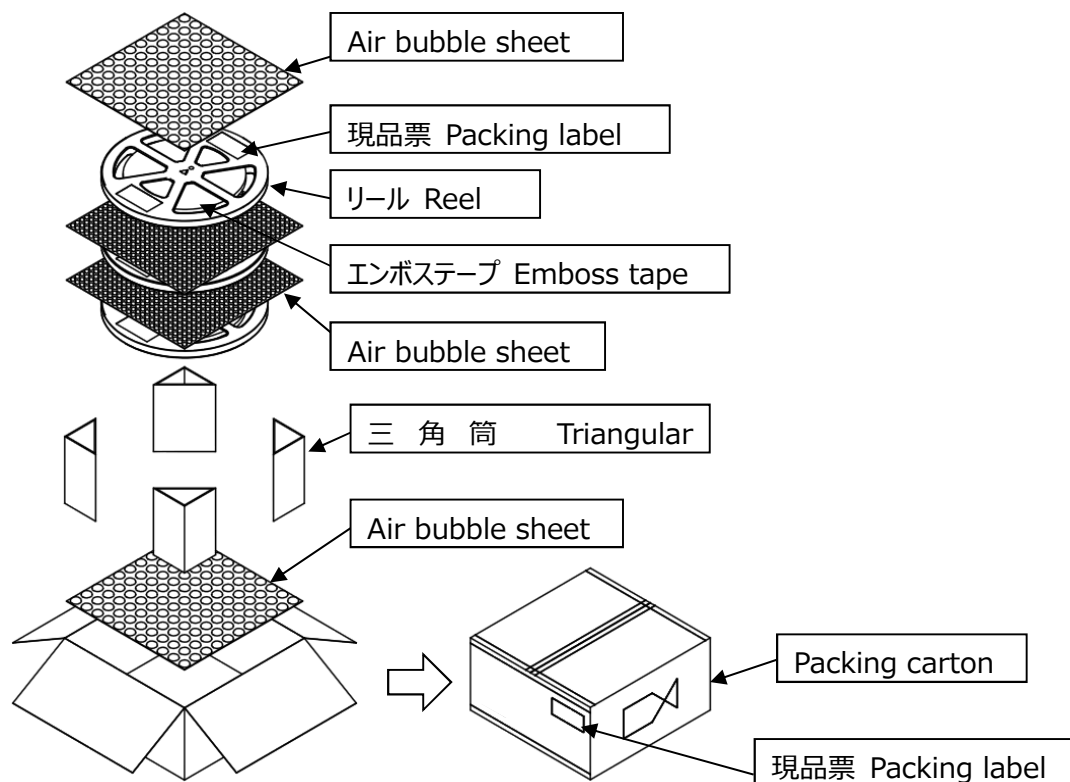 Air bubble sheet
現品票 Packing label
リール Reel
エンボステープ Emboss tape
Air bubble sheet
三 角 筒 Triangular
Air bubble sheet
Packing carton
現品票 Packing label